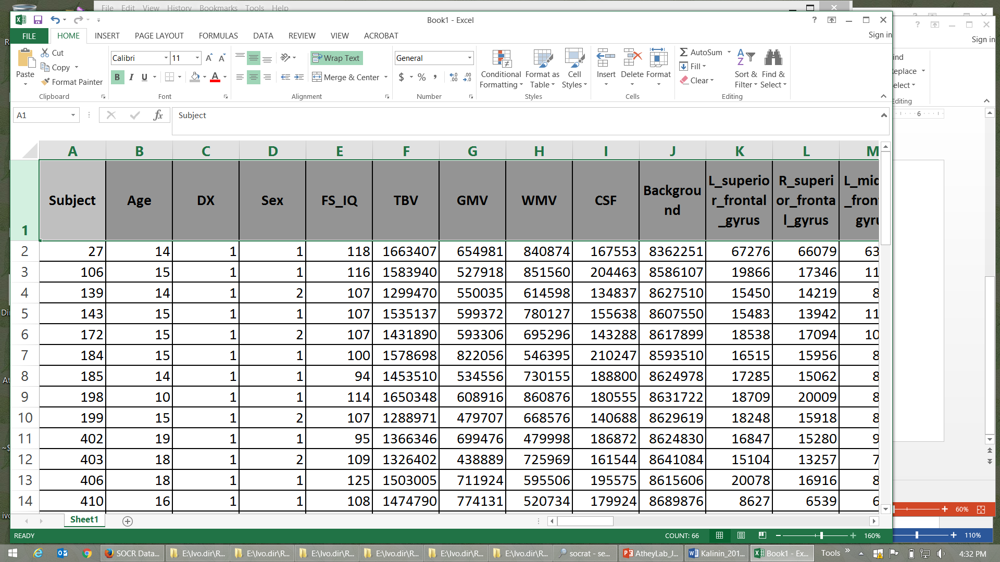 File Edit View History Bookmarks Tools Help
Book1 - Excel
FILE HOME INSERT PAGE LAYOUT FORMULAS DATA REVIEW VIEW ACROBAT
Sign in
Sign in
Paste
Cut
Copy
Format Painter
Clipboard
Calibri 11
B I U
Font
Wrap Text
Merge & Center
Alignment
General
$ % ,
Number
Conditional Formatting
Format as Table
Cell Styles
Styles
Insert Delete Format
Cells
AutoSum
Fill
Clear
Sort & Filter
Find & Select
Editing
A1
fx
Subject
6
A B C D E F G H I J K L M
1 Subject Age DX Sex FS_IQ TBV GMV WMV CSF Background L_superior_frontal_gyrus R_superior_frontal_gyrus L_mid _fron gyru
2 27 14 1 1 118 1663407 654981 840874 167553 8362251 67276 66079 63
3 106 15 1 1 116 1583940 527918 851560 204463 8586107 19866 17346 11
4 139 14 1 2 107 1299470 550035 614598 134837 8627510 15450 14219 8
5 143 15 1 1 107 1535137 599372 780127 155638 8607550 15483 13942 11
6 172 15 1 2 107 1431890 593306 695296 143288 8617899 18538 17094 10
7 184 15 1 1 100 1578698 822056 546395 210247 8593510 16515 15956 8
8 185 14 1 1 94 1453510 534556 730155 188800 8624978 17285 15062 8
9 198 10 1 1 114 1650348 608916 860876 180555 8631722 18709 20009 8
10 199 15 1 2 107 1288971 479707 668576 140688 8629619 18248 15918 8
11 402 19 1 1 95 1366346 699476 479998 186872 8624830 16847 15280 9
12 403 18 1 2 109 1326402 438889 725969 161544 8641084 15104 13257 7
13 406 18 1 1 125 1503005 711924 595506 195575 8615606 20078 16916 8
14 410 16 1 1 108 1474790 774131 520734 179924 8689876 8627 6539 6
Sheet1
60%
READY COUNT: 66 160%
110%
SOCR Data... E:\Ivo.dir\R... E:\Ivo.dir\R... E:\Ivo.dir\R... E:\Ivo.dir\R... E:\Ivo.dir\R... E:\Ivo.dir\R... socrat - se... AtheyLab_J... Kalinin_201... Book1 - Ex... Tools 4:32 PM